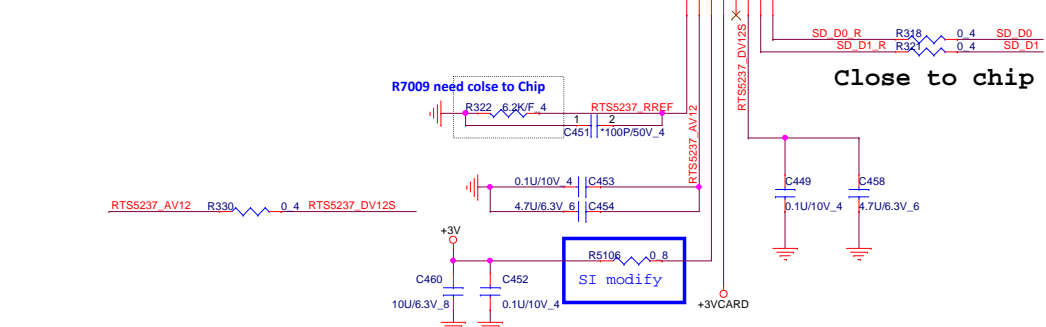 SD_D0_R R318 0_4 SD_D0
SD_D1_R R321 0_4 SD_D1
Close to chip
RTS5237_DV12S
R7009 need colse to Chip
R322 6.2K/F_4 RTS5237_RREF
1 2
C451 *100P/50V_4
RTS5237_AV12
0.1U/10V_4 C453
4.7U/6.3V_6 C454
C449
0.1U/10V_4
C458
4.7U/6.3V_6
RTS5237_AV12 R330 0_4 RTS5237_DV12S
+3V
R5106 0_8
SI modify
C460
10U/6.3V_8
C452
0.1U/10V_4
+3VCARD